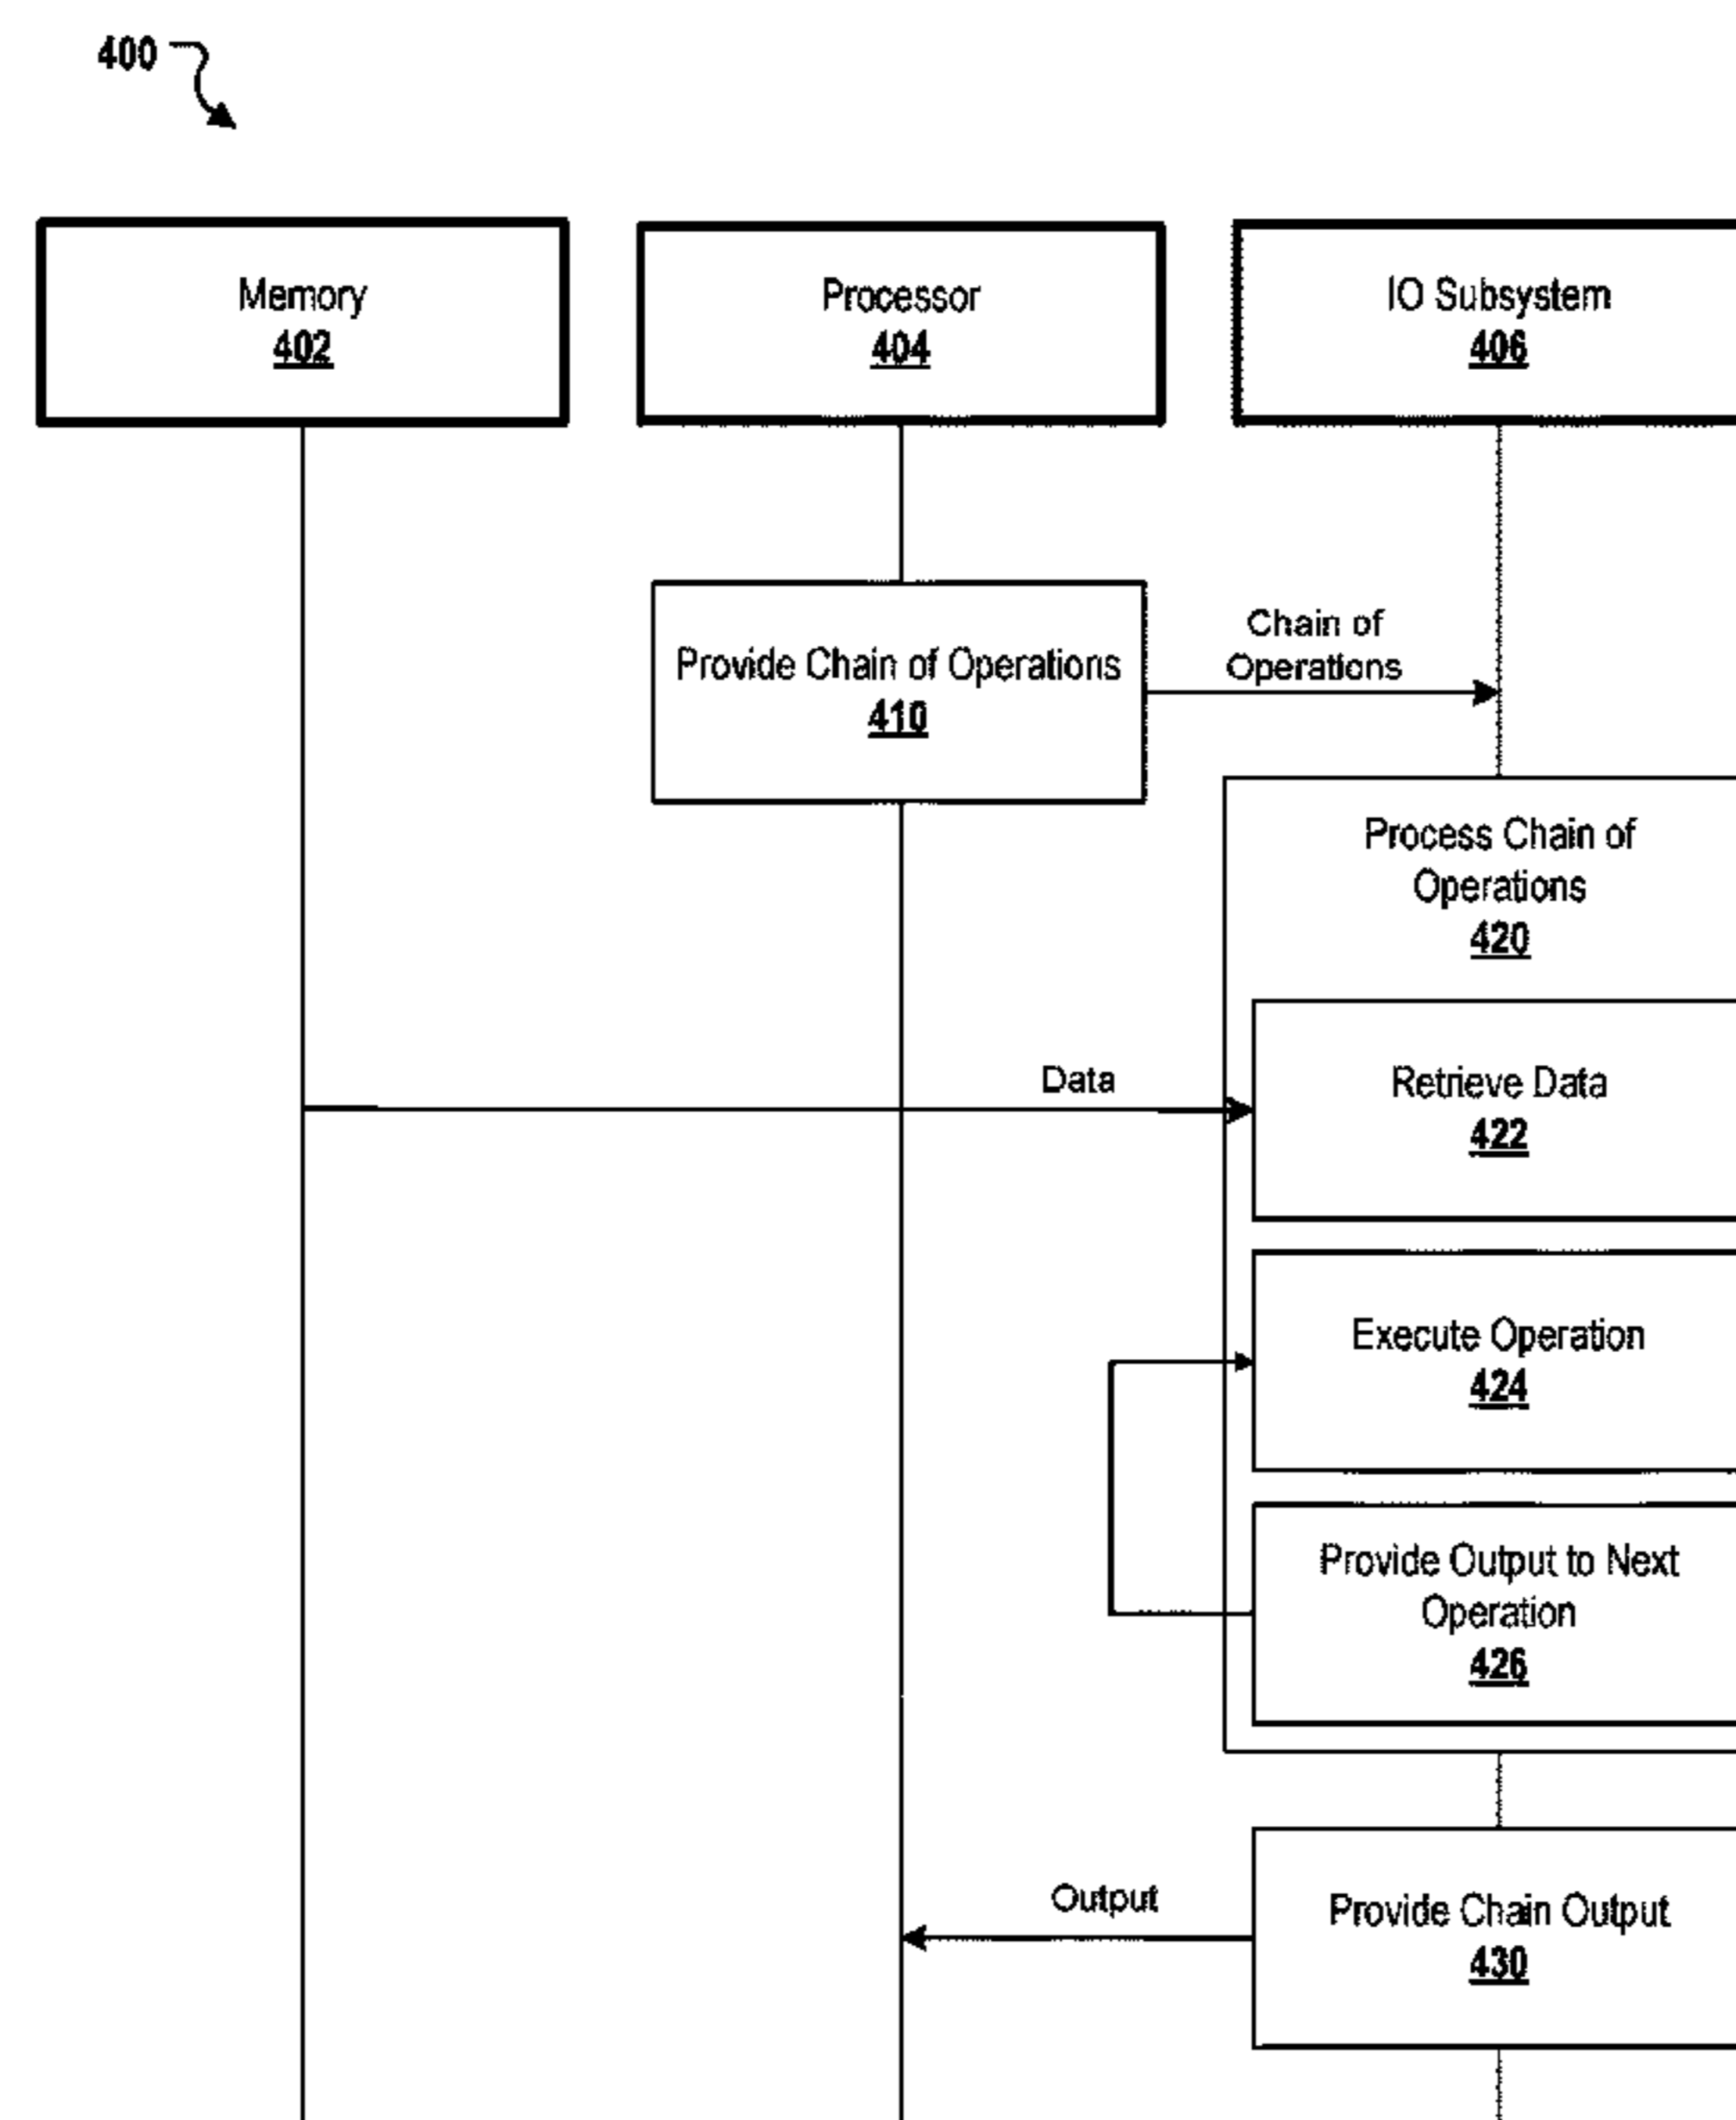 400
Memory
402
Processor
404
IO Subsystem
406
Provide Chain of Operations
410
Chain of
Operations
Process Chain of
Operations
420
Data
Retrieve Data
422
Execute Operation
424
Provide Output to Next
Operation
426
Output
Provide Chain Output
430